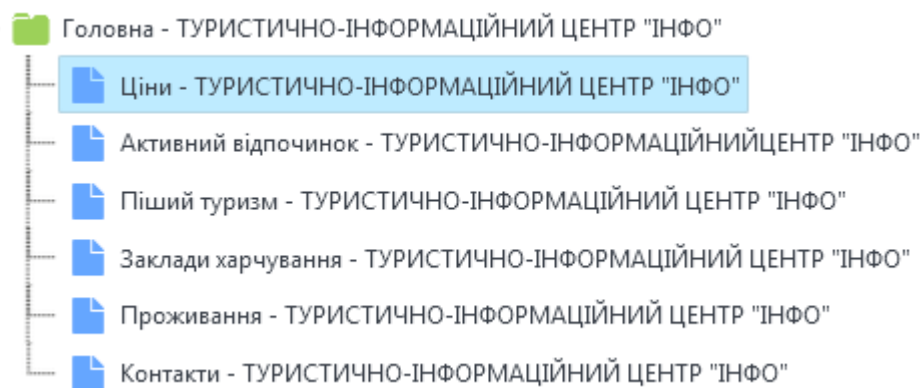 Головна - ТУРИСТИЧНО-ІНФОРМАЦІЙНИЙ ЦЕНТР "ІНФО"
Ціни - ТУРИСТИЧНО-ІНФОРМАЦІЙНИЙ ЦЕНТР "ІНФО"
Активний відпочинок - ТУРИСТИЧНО-ІНФОРМАЦІЙНИЙЦЕНТР "ІНФО"
Піший туризм - ТУРИСТИЧНО-ІНФОРМАЦІЙНИЙ ЦЕНТР "ІНФО"
Заклади харчування - ТУРИСТИЧНО-ІНФОРМАЦІЙНИЙ ЦЕНТР "ІНФО"
Проживання - ТУРИСТИЧНО-ІНФОРМАЦІЙНИЙ ЦЕНТР "ІНФО"
Контакти - ТУРИСТИЧНО-ІНФОРМАЦІЙНИЙ ЦЕНТР "ІНФО"